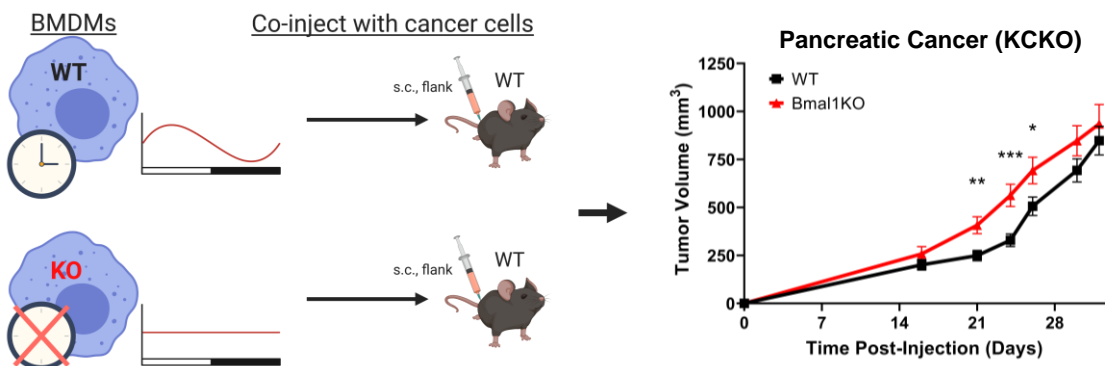 BMDMs
Co-inject with cancer cells
WT
s.c., flank
WT
KO
s.c., flank
WT
Pancreatic Cancer (KCKO)
WT
Bmal1KO
Tumor Volume (mm³)
1250
1000
750
500
250
0
**
***
*
0 7 14 21 28
Time Post-Injection (Days)